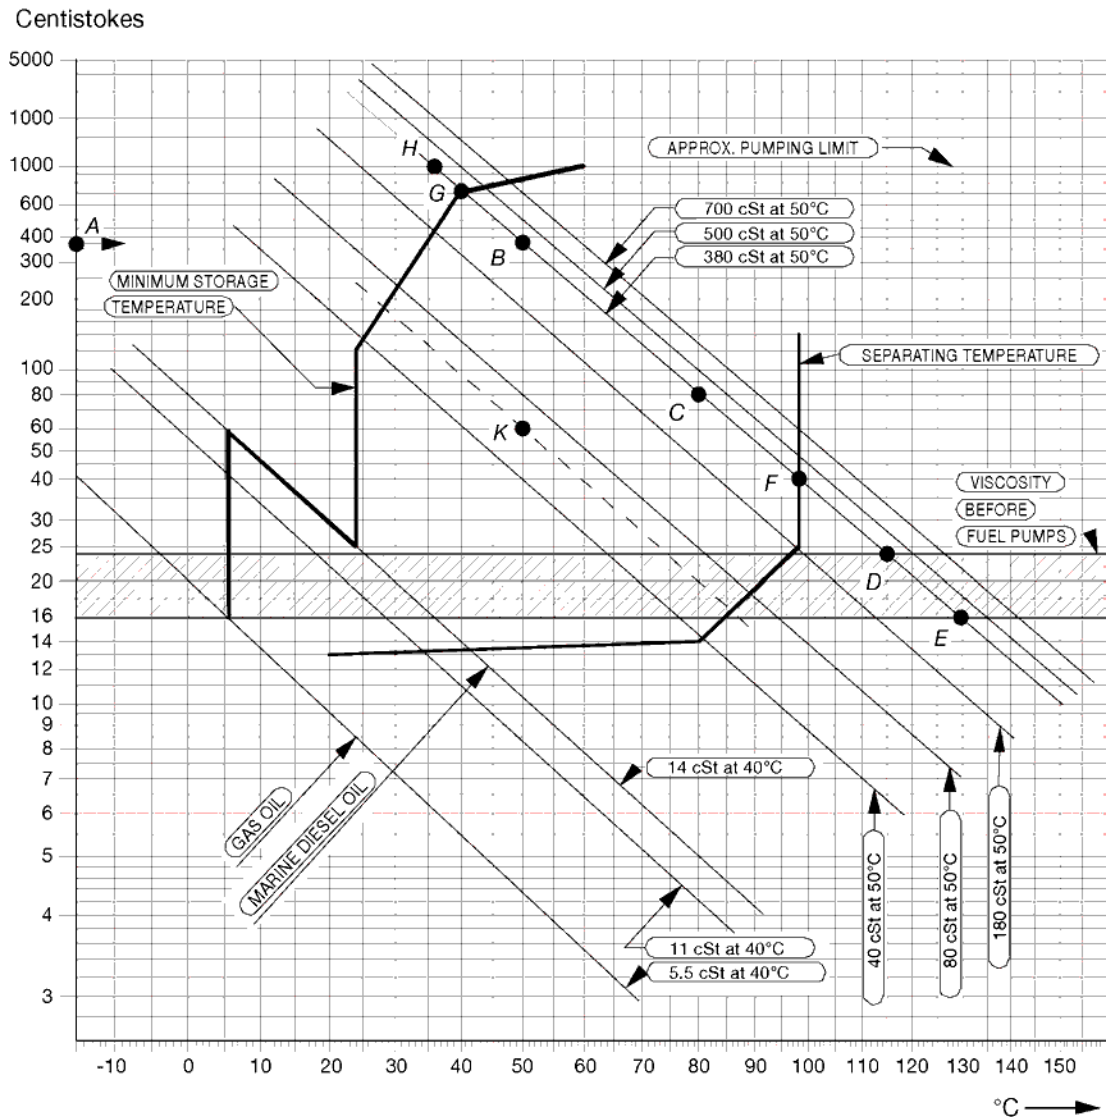 Centistokes
5000
1000
H
APPROX. PUMPING LIMIT
1000
G
600
700 cSt at 50°C
A
400
500 cSt at 50°C
B
380 cSt at 50°C
300
MINIMUM STORAGE
200
TEMPERATURE
SEPARATING TEMPERATURE
100
80
C
60
K
50
40
F
VISCOSITY
30
BEFORE
25
FUEL PUMPS
20
D
16
E
14
12
10
9
8
14 cSt at 40°C
7
GAS OIL
MARINE DIESEL OIL
6
5
40 cSt at 50°C
80 cSt at 50°C
180 cSt at 50°C
4
11 cSt at 40°C
5.5 cSt at 40°C
3
-10 0 10 20 30 40 50 60 70 80 90 100 110 120 130 140 150
°C